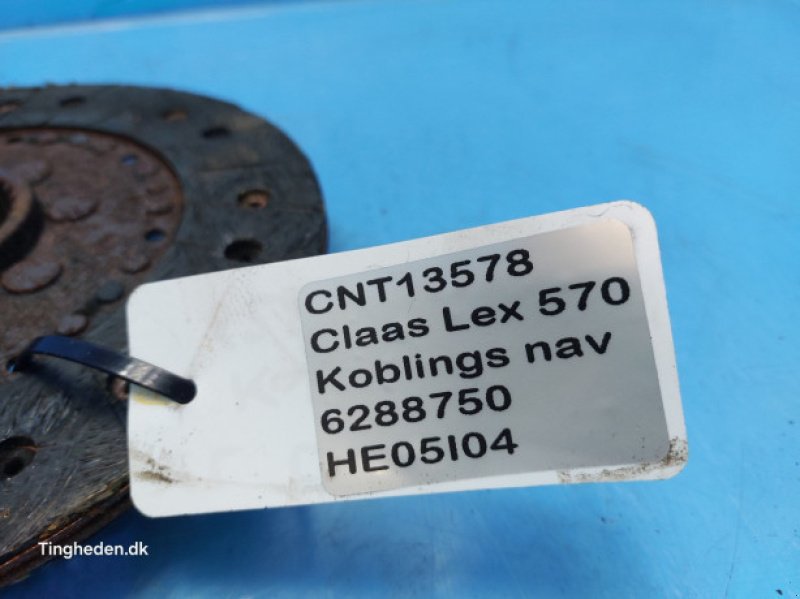 CNT13578
Claas Lex 570
Koblings nav
6288750
HE05I04
Tingheden.dk